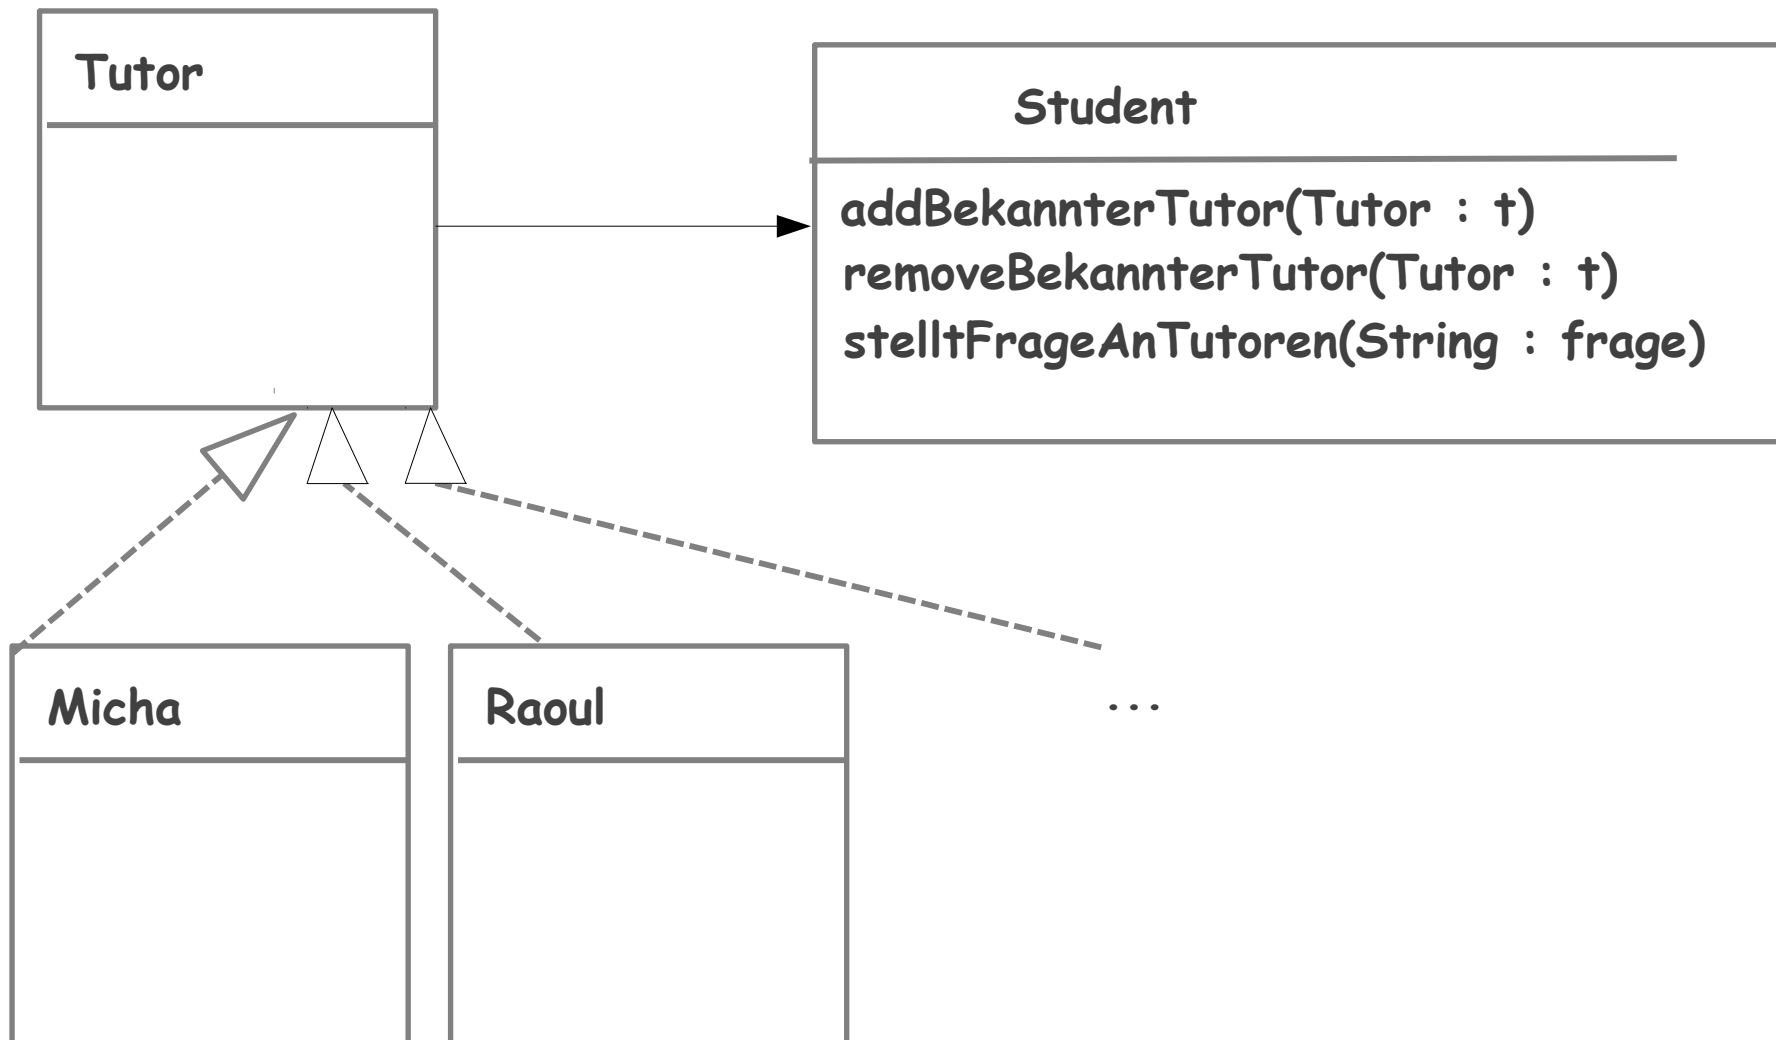 Tutor
Student
addBekannterTutor(Tutor : t)
removeBekannterTutor(Tutor : t)
stelltFrageAnTutoren(String : frage)
Micha
Raoul
...